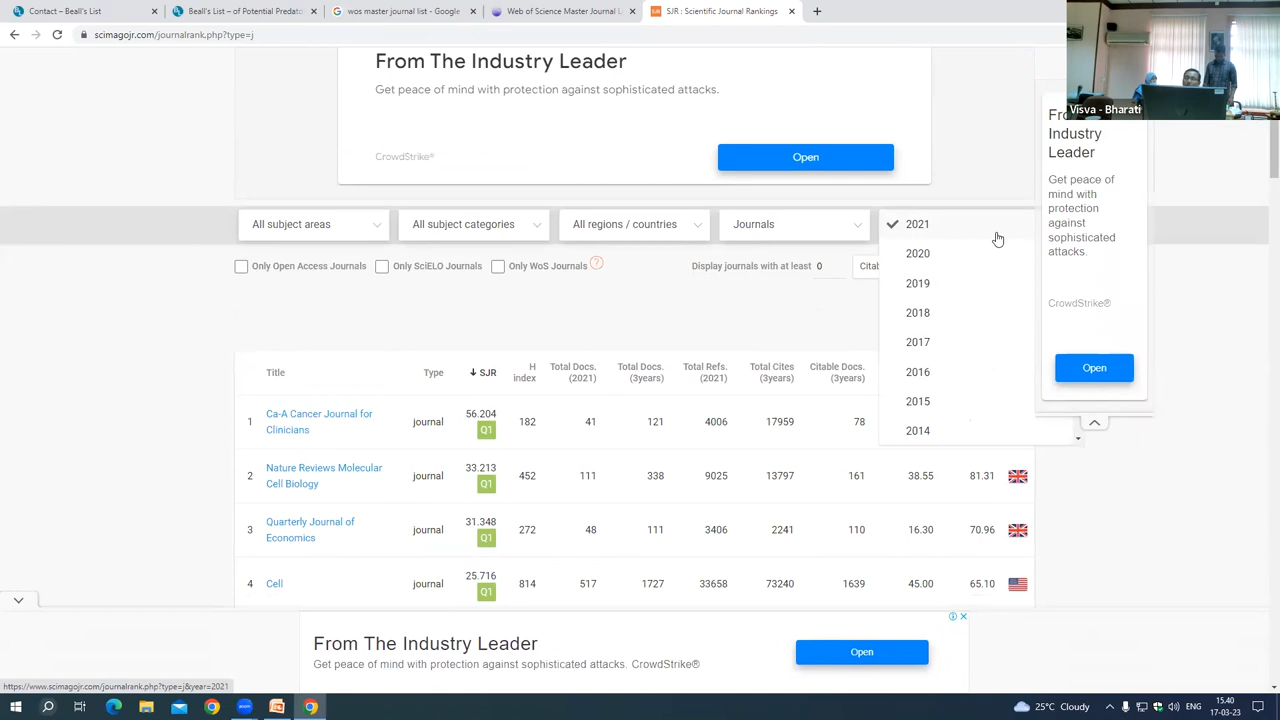 Contact – Beall's List
Beall's List – of Potential Predato
wos master journal list - Google
Web of Science Master Journal L
SJR : Scientific Journal Rankings
scimagojr.com/journalrank.php?type=j
Visva - Bharati
From The Industry Leader
Get peace of mind with protection against sophisticated attacks.
CrowdStrike®
Open
Industry
Leader
Get peace of
mind with
protection
against
sophisticated
attacks.
CrowdStrike®
Open
All subject areas
All subject categories
All regions / countries
Journals
2021
2020
2019
2018
2017
2016
2015
2014
Only Open Access Journals
Only SciELO Journals
Only WoS Journals
?
Display journals with at least 0
Title Type SJR H index Total Docs. (2021) Total Docs. (3years) Total Refs. (2021) Total Cites (3years) Citable Docs. (3years)
1 Ca-A Cancer Journal for Clinicians journal 56.204 Q1 182 41 121 4006 17959 78
2 Nature Reviews Molecular Cell Biology journal 33.213 Q1 452 111 338 9025 13797 161 38.55 81.31
3 Quarterly Journal of Economics journal 31.348 Q1 272 48 111 3406 2241 110 16.30 70.96
4 Cell journal 25.716 Q1 814 517 1727 33658 73240 1639 45.00 65.10
From The Industry Leader
Get peace of mind with protection against sophisticated attacks. CrowdStrike®
Open
https://www.scimagojr.com/journalrank.php?type=j&year=2021
25°C Cloudy
ENG
15.40
17-03-23